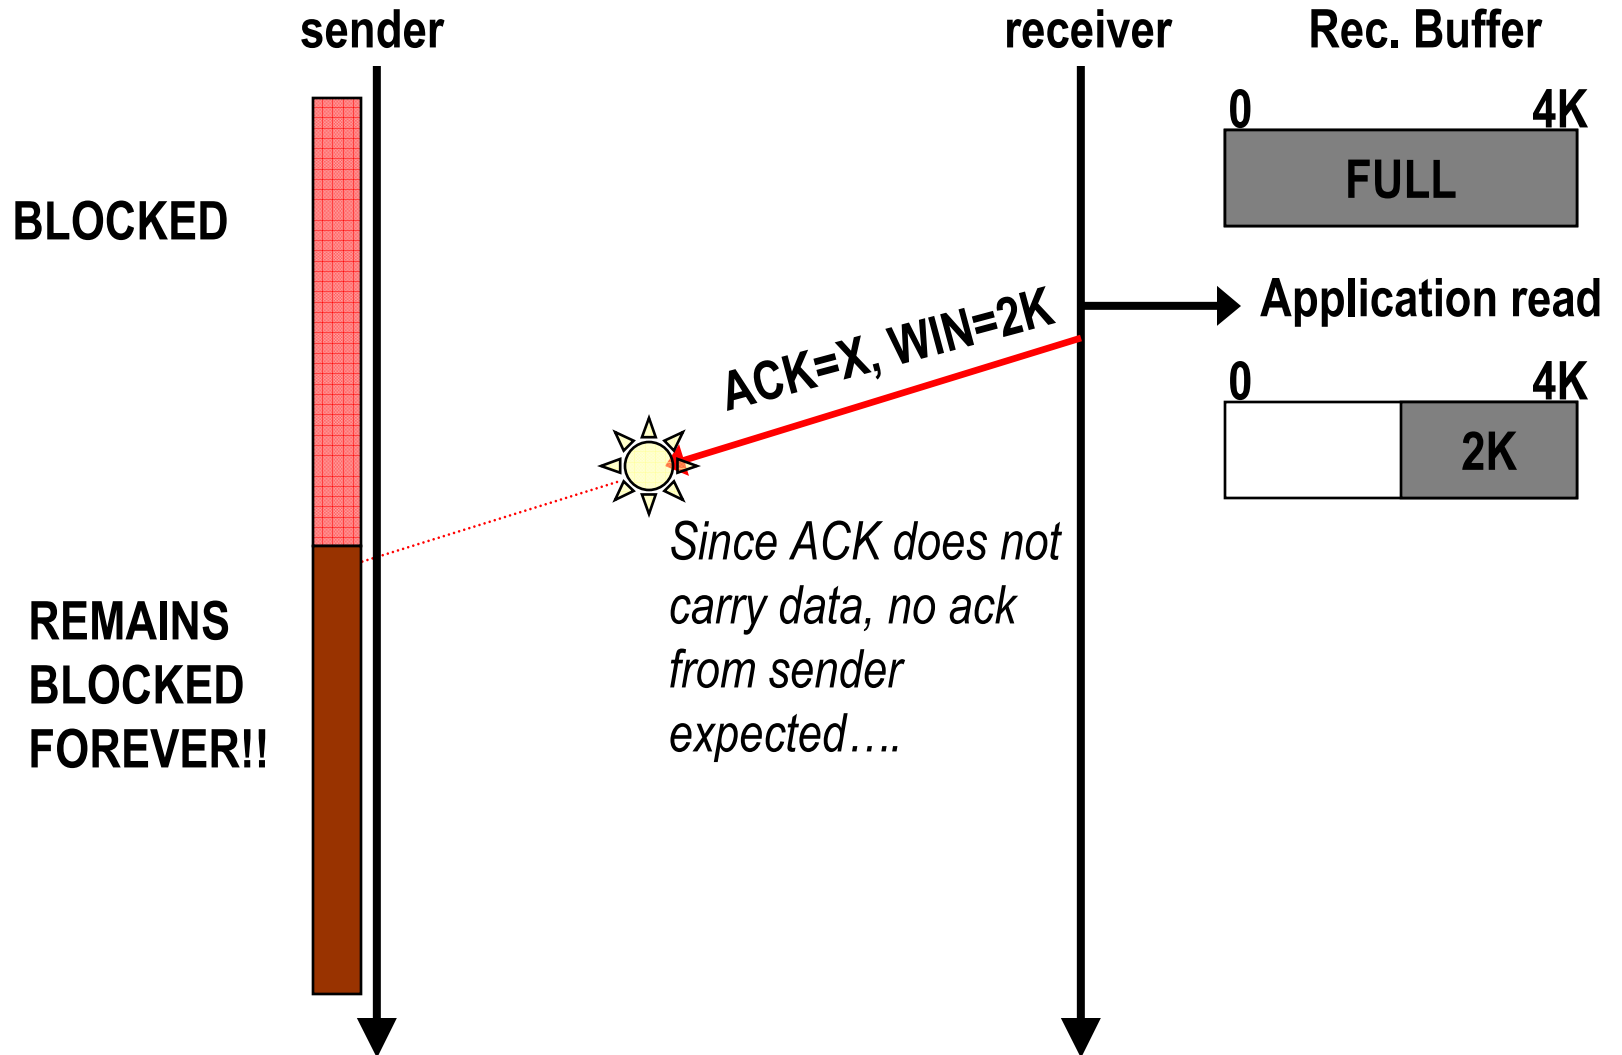 sender
receiver
Rec. Buffer
0
4K
FULL
BLOCKED
Application read
ACK=X, WIN=2K
0
4K
2K
Since ACK does not
carry data, no ack
from sender
expected….
REMAINS
BLOCKED
FOREVER!!